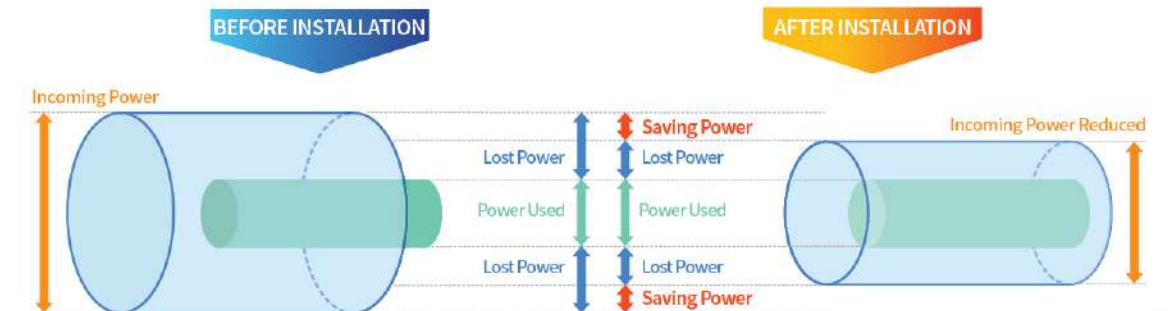 BEFORE INSTALLATION
AFTER INSTALLATION
Incoming Power
Saving Power
Incoming Power Reduced
Lost Power
Lost Power
Power Used
Power Used
Lost Power
Lost Power
Saving Power